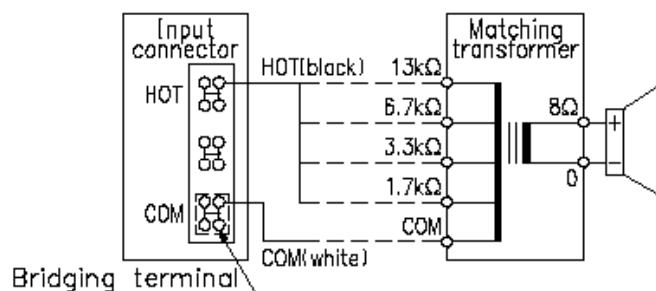 Input
connector
HOT
COM
Bridging terminal
HOT(black)
COM(white)
Matching
transformer
13kΩ
6.7kΩ
3.3kΩ
1.7kΩ
COM
8Ω
0
+
−